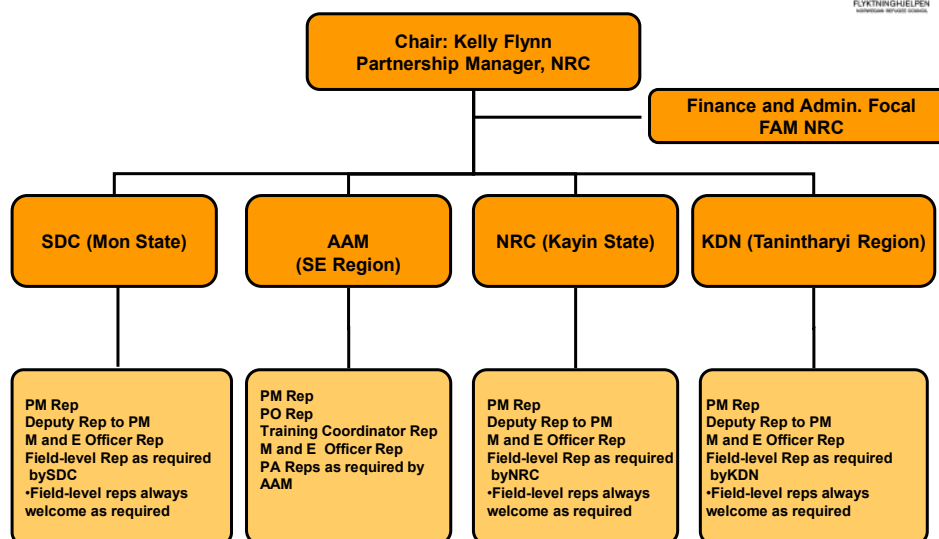 FLYKTNINGHJELPEN
NORWEGIAN REFUGEE COUNCIL
Officer Rep
Chair: Kelly Flynn
Partnership Manager, NRC
Finance and Admin. Focal
FAM NRC
SDC (Mon State)
AAM
(SE Region)
NRC (Kayin State)
KDN (Tanintharyi Region)
PM Rep
Deputy Rep to PM
M and E Officer Rep
Field-level Rep as required
bySDC
•Field-level reps always
welcome as required
PM Rep
PO Rep
Training Coordinator Rep
M and E Officer Rep
PA Reps as required by
AAM
PM Rep
Deputy Rep to PM
M and E Officer Rep
Field-level Rep as required
byNRC
•Field-level reps always
welcome as required
PM Rep
Deputy Rep to PM
M and E Officer Rep
Field-level Rep as required
byKDN
•Field-level reps always
welcome as required